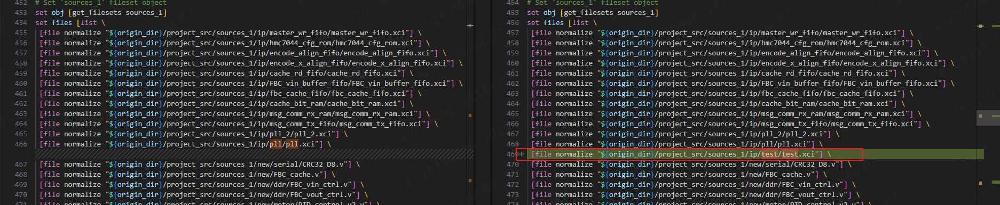 452 # Set 'sources_1' fileset object
453 set obj [get_filesets sources_1]
454 set files [list \
455 [file normalize "${origin_dir}/project_src/sources_1/ip/master_wr_fifo/master_wr_fifo.xci"] \
456 [file normalize "${origin_dir}/project_src/sources_1/ip/hmc7044_cfg_rom/hmc7044_cfg_rom.xci"] \
457 [file normalize "${origin_dir}/project_src/sources_1/ip/encode_align_fifo/encode_align_fifo.xci"] \
458 [file normalize "${origin_dir}/project_src/sources_1/ip/encode_x_align_fifo/encode_x_align_fifo.xci"] \
459 [file normalize "${origin_dir}/project_src/sources_1/ip/cache_rd_fifo/cache_rd_fifo.xci"] \
460 [file normalize "${origin_dir}/project_src/sources_1/ip/FBC_vin_buffer_fifo/FBC_vin_buffer_fifo.xci"] \
461 [file normalize "${origin_dir}/project_src/sources_1/ip/fbc_cache_fifo/fbc_cache_fifo.xci"] \
462 [file normalize "${origin_dir}/project_src/sources_1/ip/cache_bit_ram/cache_bit_ram.xci"] \
463 [file normalize "${origin_dir}/project_src/sources_1/ip/msg_comm_rx_ram/msg_comm_rx_ram.xci"] \
464 [file normalize "${origin_dir}/project_src/sources_1/ip/msg_comm_tx_fifo/msg_comm_tx_fifo.xci"] \
465 [file normalize "${origin_dir}/project_src/sources_1/ip/pll_2/pll_2.xci"] \
466 [file normalize "${origin_dir}/project_src/sources_1/ip/pll/pll.xci"] \
467 [file normalize "${origin_dir}/project_src/sources_1/new/serial/CRC32_D8.v"] \
468 [file normalize "${origin_dir}/project_src/sources_1/new/FBC_cache.v"] \
469 [file normalize "${origin_dir}/project_src/sources_1/new/ddr/FBC_vin_ctrl.v"] \
470 [file normalize "${origin_dir}/project_src/sources_1/new/ddr/FBC_vout_ctrl.v"] \
471 [file normalize "${origin_dir}/project_src/sources_1/new/motor/PID_control_v2.v"] \
454 # Set 'sources_1' fileset object
455 set obj [get_filesets sources_1]
456 set files [list \
457 [file normalize "${origin_dir}/project_src/sources_1/ip/master_wr_fifo/master_wr_fifo.xci"] \
458 [file normalize "${origin_dir}/project_src/sources_1/ip/hmc7044_cfg_rom/hmc7044_cfg_rom.xci"] \
459 [file normalize "${origin_dir}/project_src/sources_1/ip/encode_align_fifo/encode_align_fifo.xci"] \
460 [file normalize "${origin_dir}/project_src/sources_1/ip/encode_x_align_fifo/encode_x_align_fifo.xci"] \
461 [file normalize "${origin_dir}/project_src/sources_1/ip/cache_rd_fifo/cache_rd_fifo.xci"] \
462 [file normalize "${origin_dir}/project_src/sources_1/ip/FBC_vin_buffer_fifo/FBC_vin_buffer_fifo.xci"] \
463 [file normalize "${origin_dir}/project_src/sources_1/ip/fbc_cache_fifo/fbc_cache_fifo.xci"] \
464 [file normalize "${origin_dir}/project_src/sources_1/ip/cache_bit_ram/cache_bit_ram.xci"] \
465 [file normalize "${origin_dir}/project_src/sources_1/ip/msg_comm_rx_ram/msg_comm_rx_ram.xci"] \
466 [file normalize "${origin_dir}/project_src/sources_1/ip/msg_comm_tx_fifo/msg_comm_tx_fifo.xci"] \
467 [file normalize "${origin_dir}/project_src/sources_1/ip/pll_2/pll_2.xci"] \
468 [file normalize "${origin_dir}/project_src/sources_1/ip/pll/pll.xci"] \
469+ [file normalize "${origin_dir}/project_src/sources_1/ip/test/test.xci"] \
470 [file normalize "${origin_dir}/project_src/sources_1/new/serial/CRC32_D8.v"] \
471 [file normalize "${origin_dir}/project_src/sources_1/new/FBC_cache.v"] \
472 [file normalize "${origin_dir}/project_src/sources_1/new/ddr/FBC_vin_ctrl.v"] \
473 [file normalize "${origin_dir}/project_src/sources_1/new/ddr/FBC_vout_ctrl.v"] \
474 [file normalize "${origin_dir}/project_src/sources_1/new/motor/PID_control_v2.v"] \